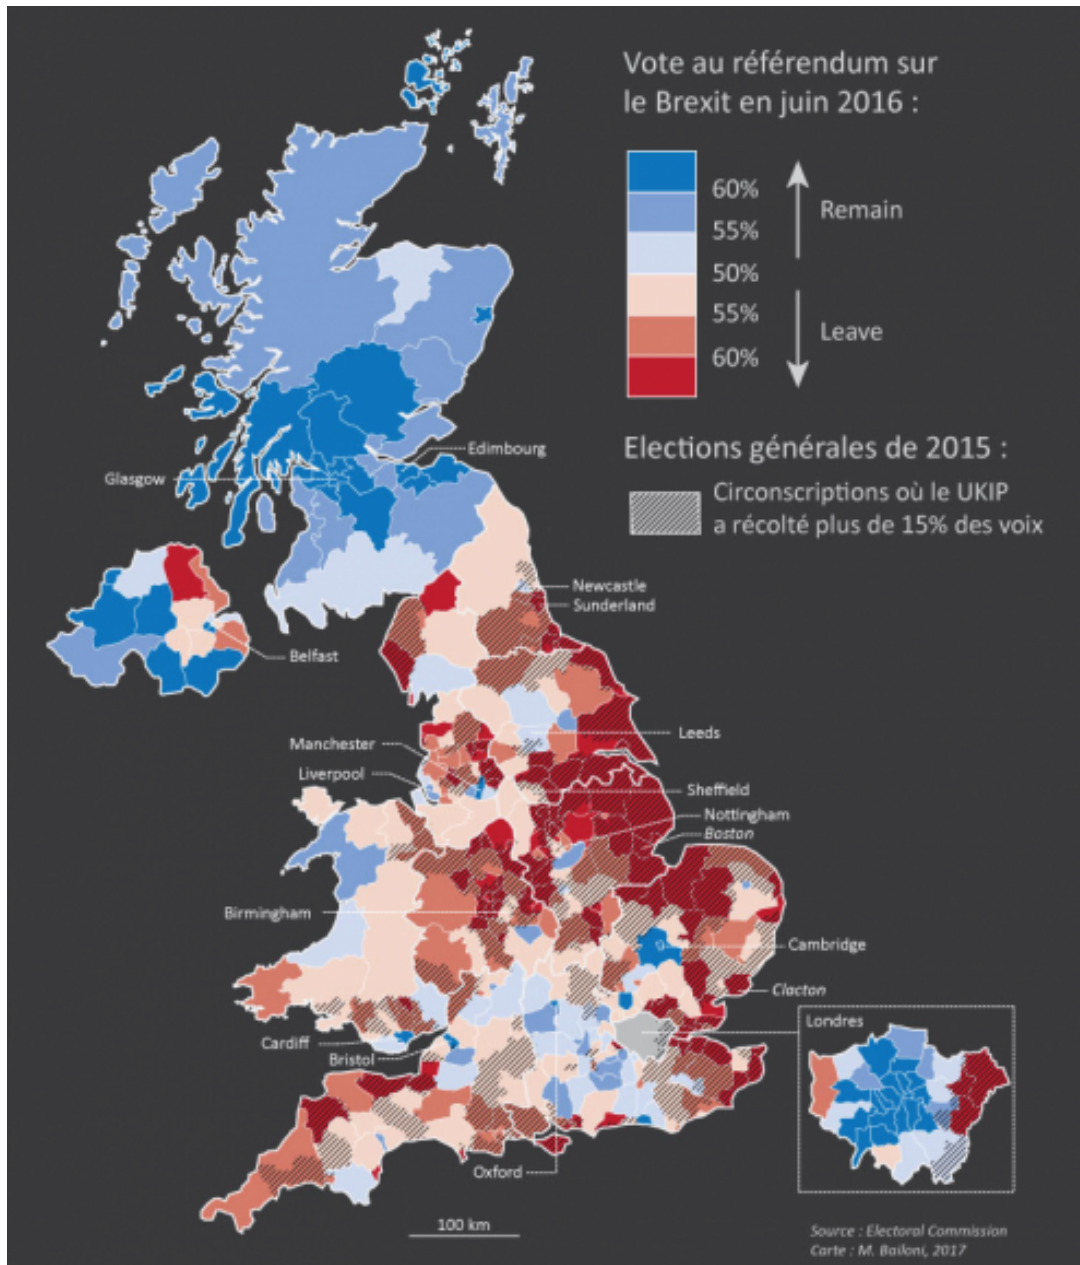 Vote au référendum sur
le Brexit en juin 2016 :
60%
55%
Remain
50%
55%
Leave
60%
Elections générales de 2015 :
Circonscriptions où le UKIP
a récolté plus de 15% des voix
Edimbourg
Glasgow
Newcastle
Sunderland
Belfast
Leeds
Manchester
Liverpool
Sheffield
Nottingham
Boston
Birmingham
Cambridge
Clacton
Londres
Cardiff
Bristol
Oxford
100 km
Source : Electoral Commission
Carte : M. Bailoni, 2017